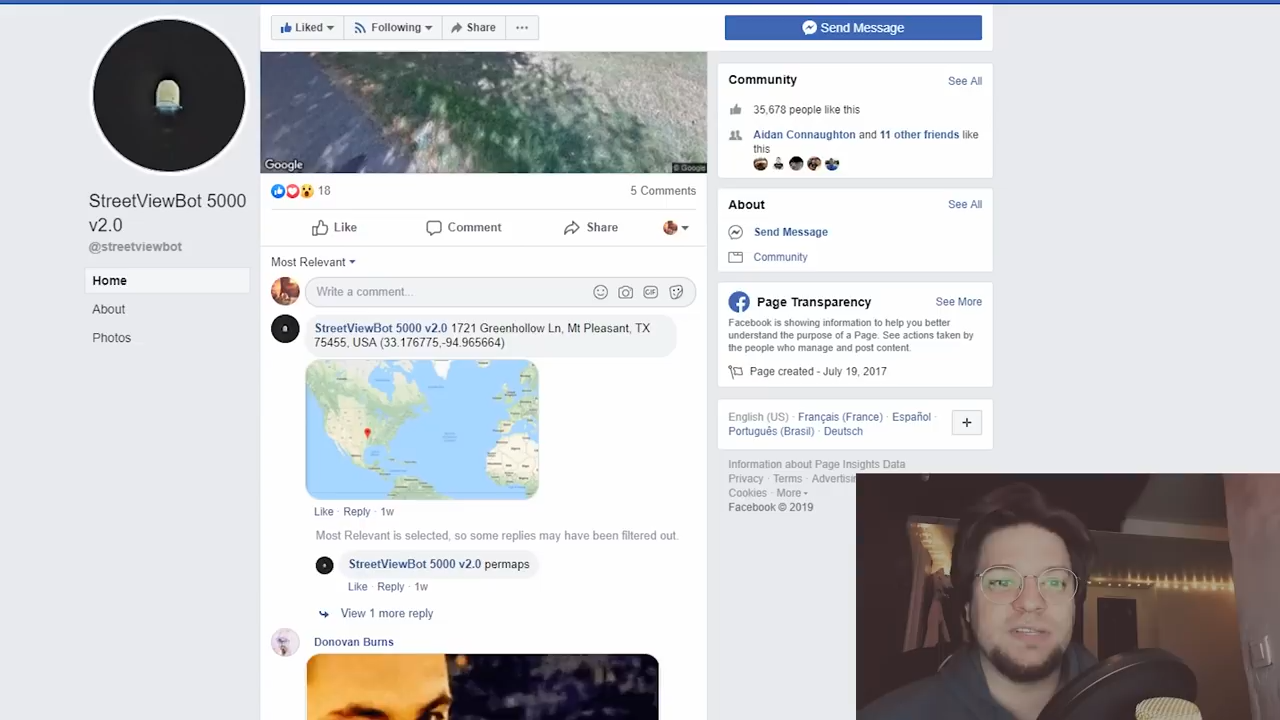 Liked
Following
Share
Send Message
Google
© Google
18
5 Comments
Like
Comment
Share
Most Relevant
Write a comment...
GIF
StreetViewBot 5000 v2.0 1721 Greenhollow Ln, Mt Pleasant, TX
75455, USA (33.176775,-94.965664)
Like · Reply · 1w
Most Relevant is selected, so some replies may have been filtered out.
StreetViewBot 5000 v2.0 permaps
Like · Reply · 1w
View 1 more reply
Donovan Burns
StreetViewBot 5000
v2.0
@streetviewbot
Home
About
Photos
Community
See All
35,678 people like this
Aidan Connaughton and 11 other friends like
this
About
See All
Send Message
Community
Page Transparency
See More
Facebook is showing information to help you better
understand the purpose of a Page. See actions taken by
the people who manage and post content.
Page created - July 19, 2017
English (US) · Français (France) · Español ·
Português (Brasil) · Deutsch
Information about Page Insights Data
Privacy · Terms ·
Cookies · More
Facebook © 2019